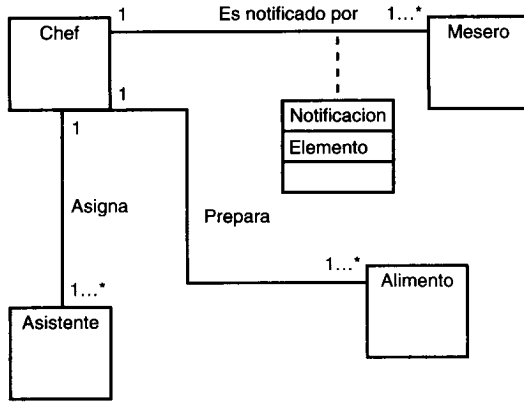 1
Es notificado por
1...*
Chef
Mesero
1
1
Notificacion
Elemento
Asigna
Prepara
1...*
Alimento
1...*
Asistente